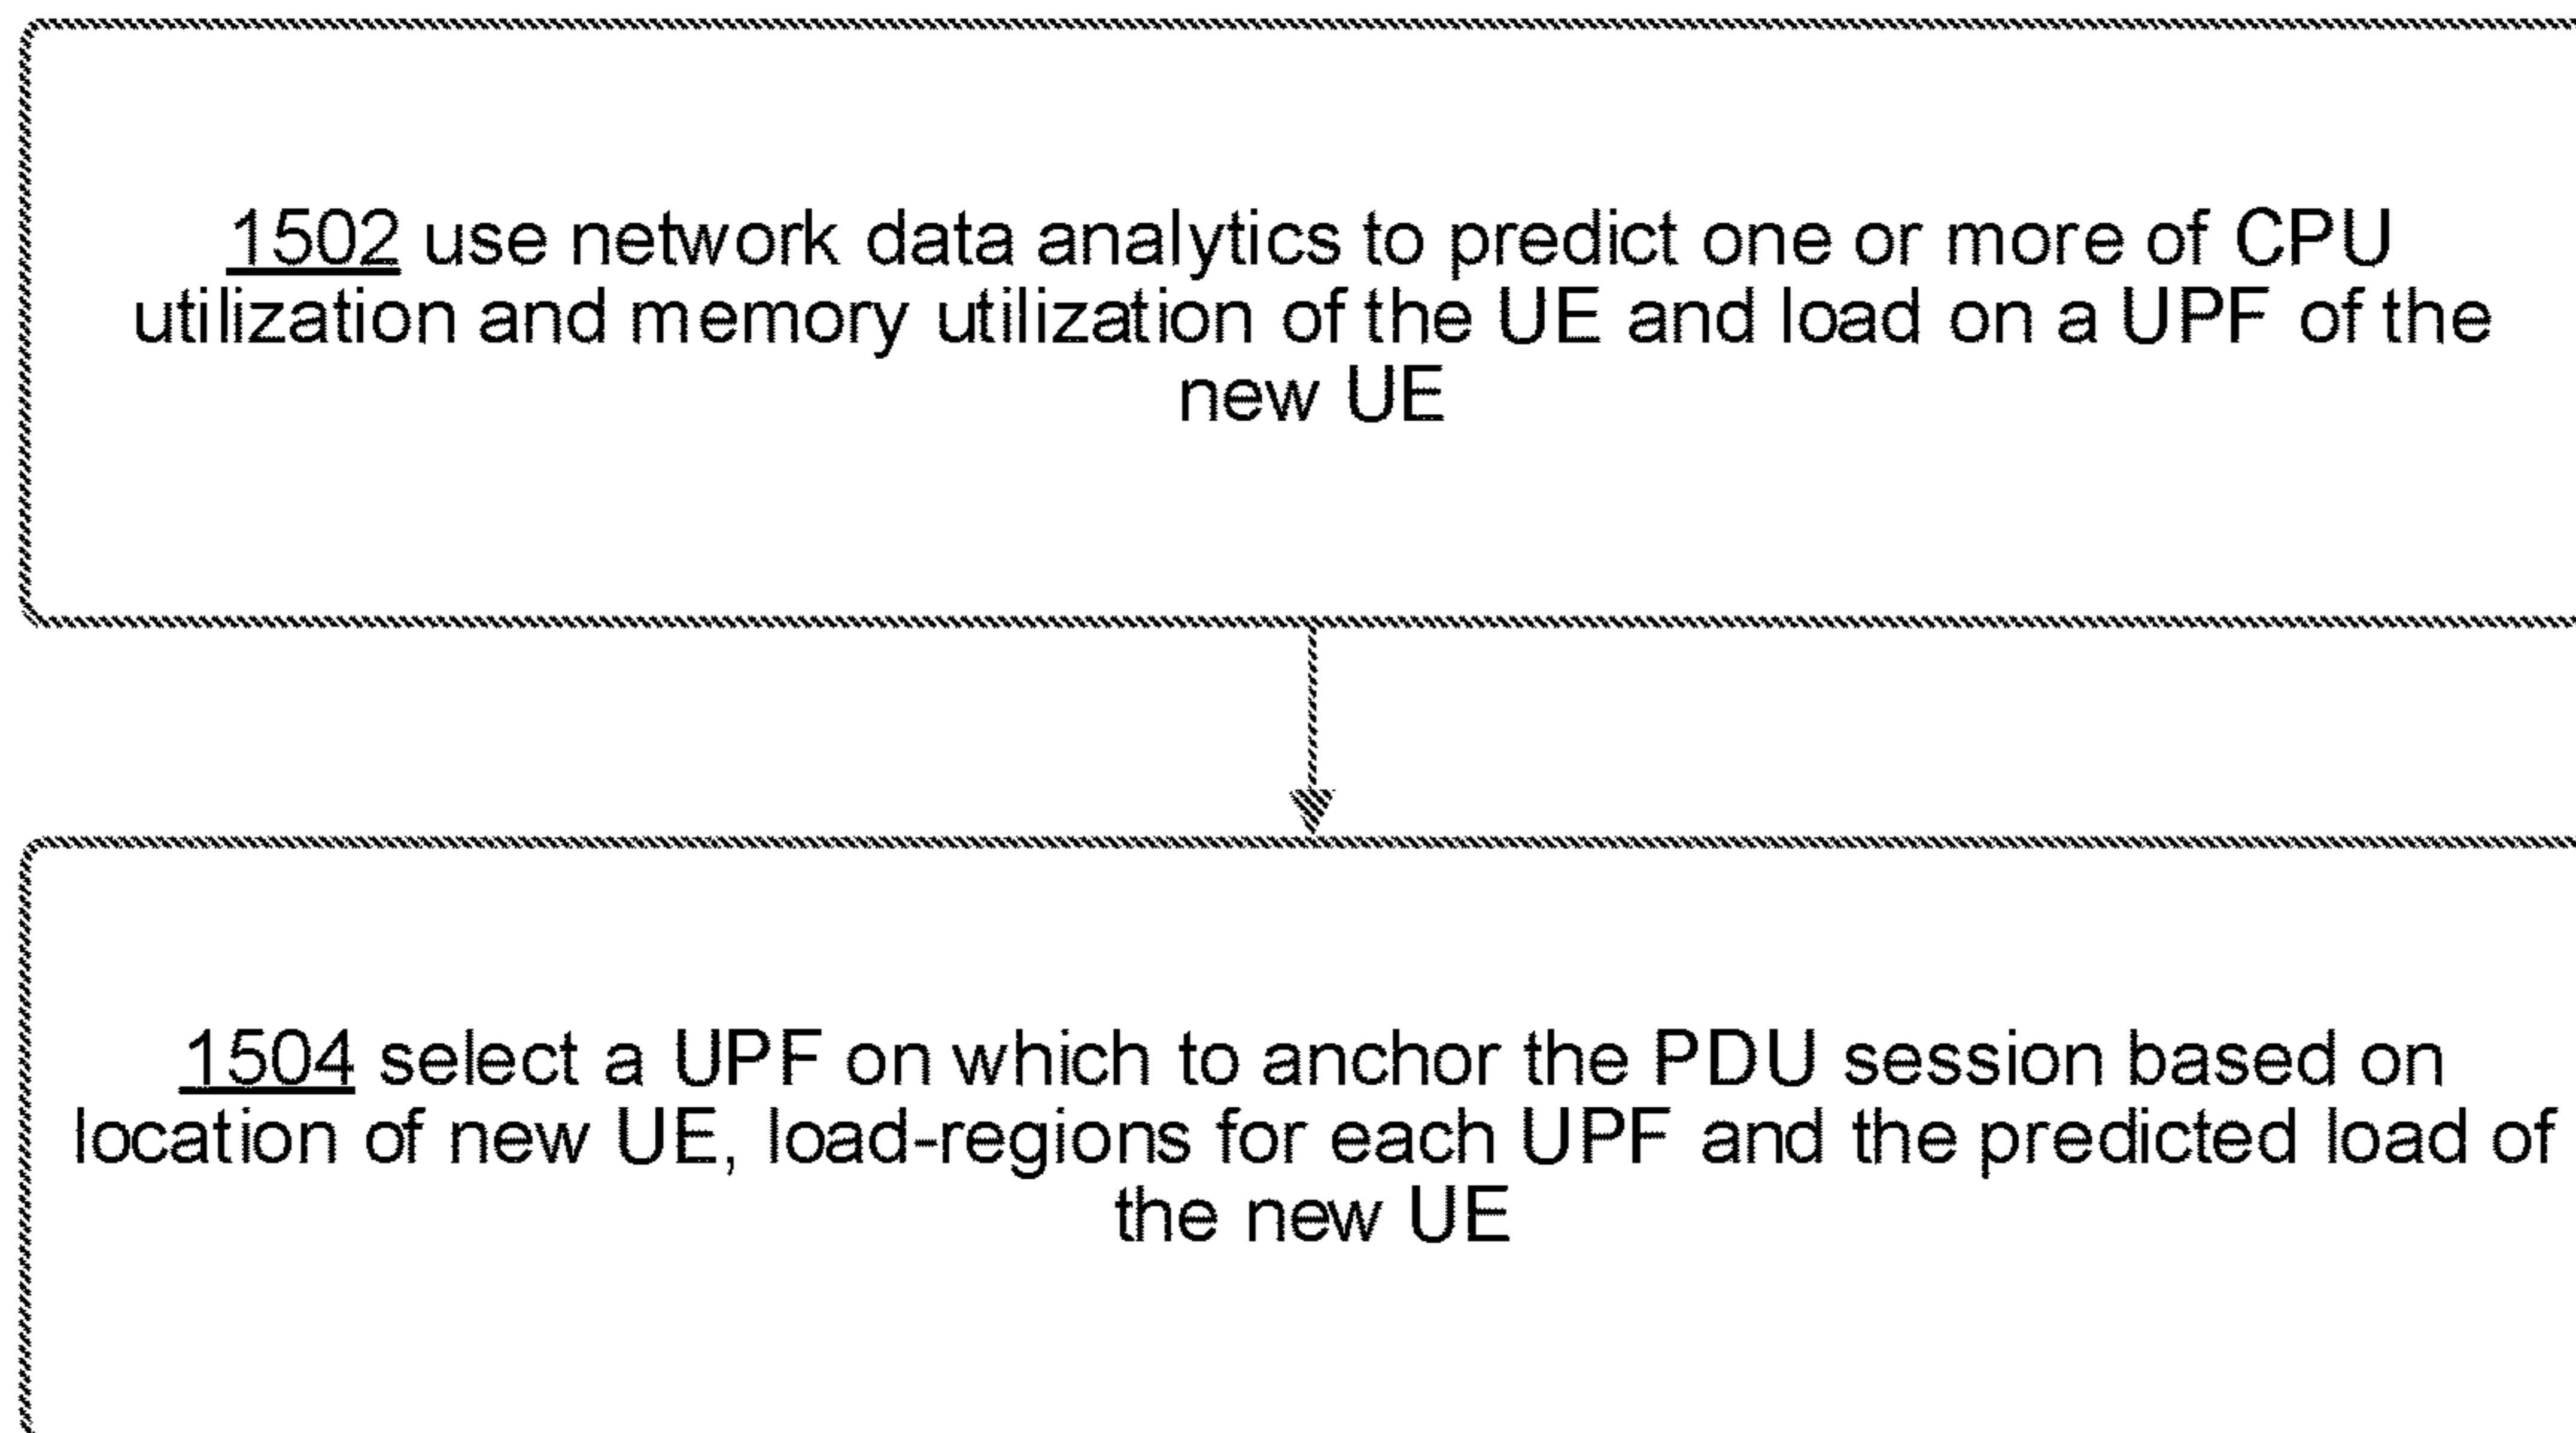 1502 use network data analytics to predict one or more of CPU
utilization and memory utilization of the UE and load on a UPF of the
new UE
1504 select a UPF on which to anchor the PDU session based on
location of new UE, load-regions for each UPF and the predicted load of
the new UE